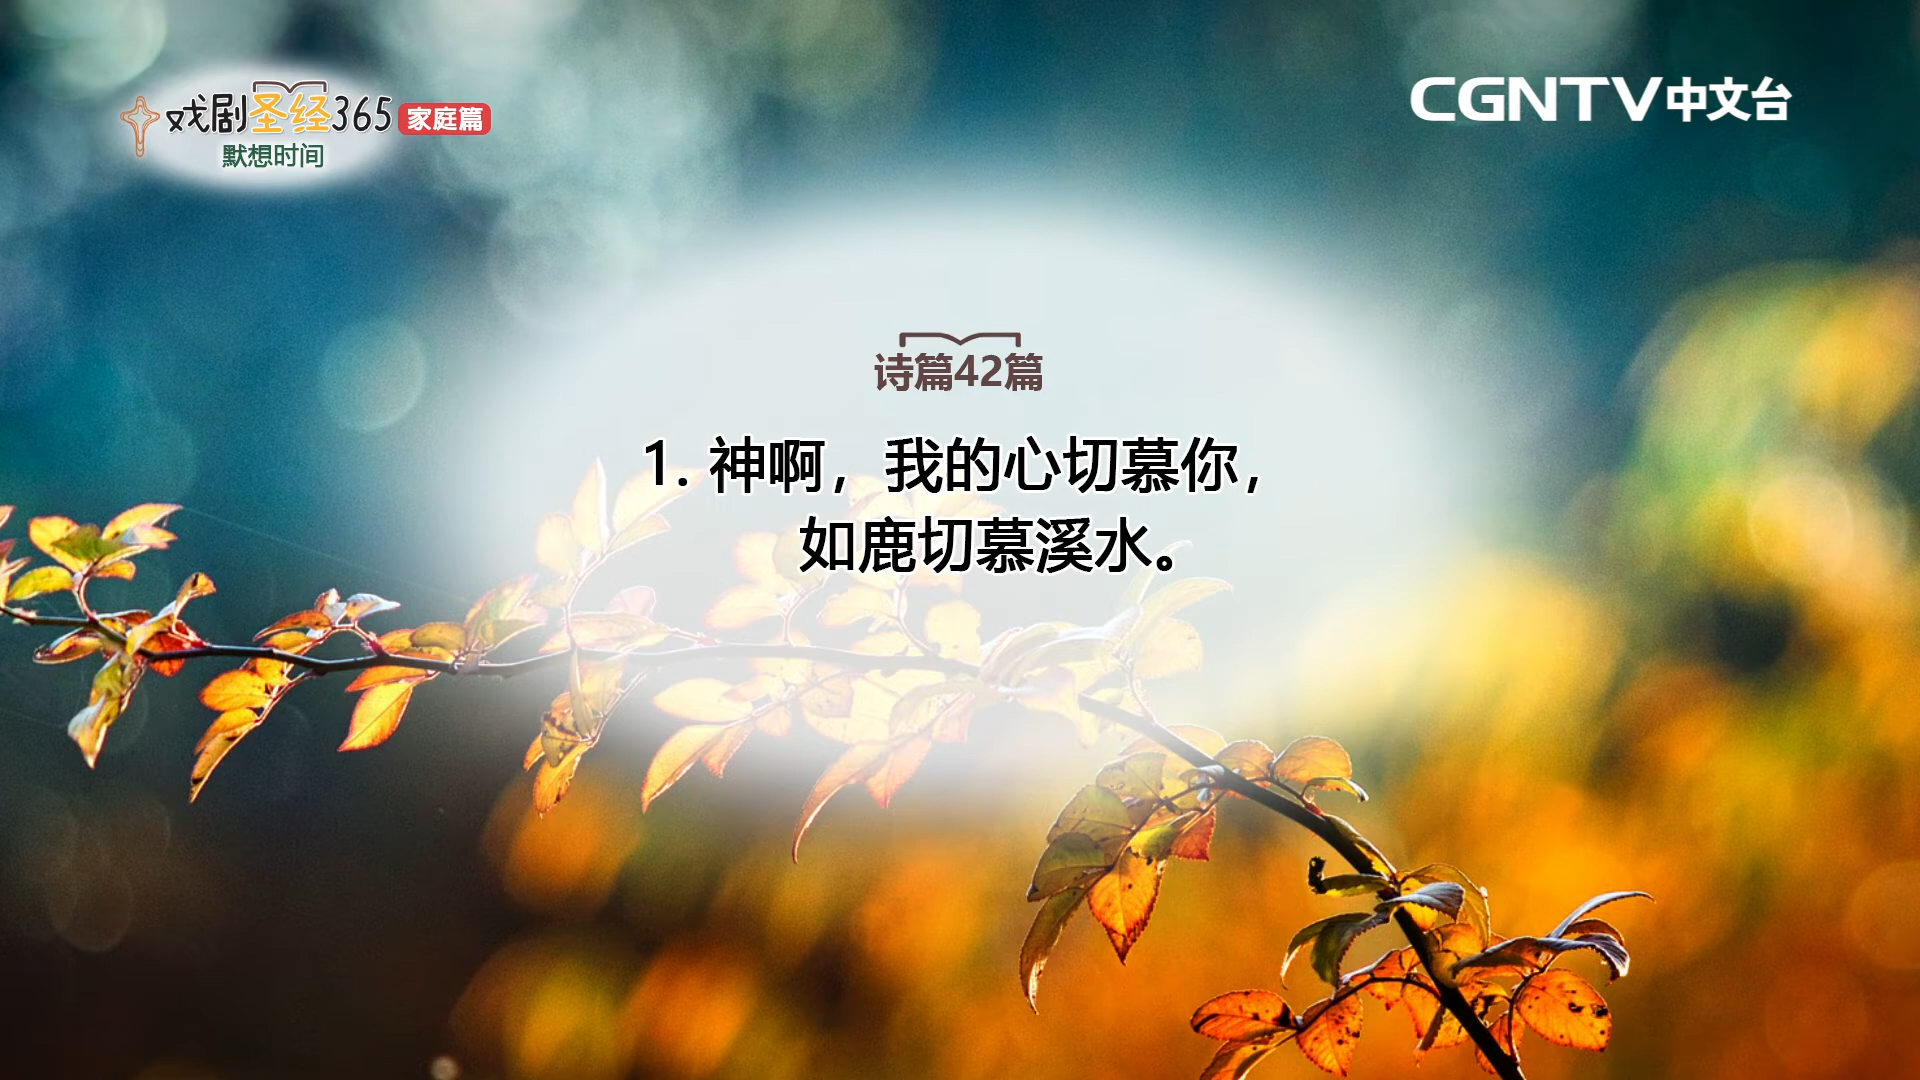 戏剧圣经365 家庭篇
默想时间
CGNTV中文台
诗篇42篇
1. 神啊，我的心切慕你，
如鹿切慕溪水。